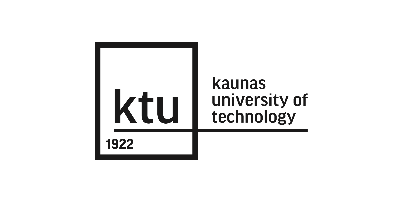 ktu
1922
kaunas
university of
technology